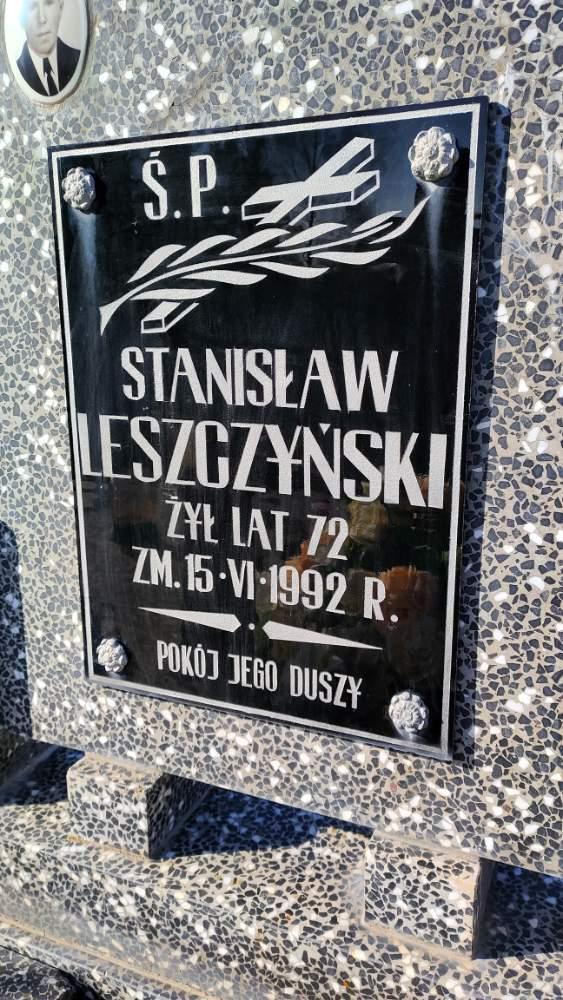 Ś.P.
STANISŁAW
LESZCZYŃSKI
ŻYŁ LAT 72
ZM. 15·VI·1992 R.
POKÓJ JEGO DUSZY